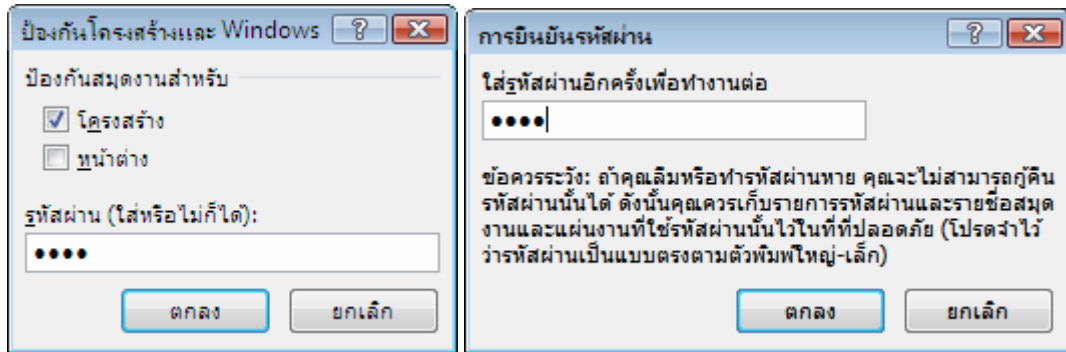 ป้องกันโครงสร้างและ Windows
ป้องกันสมุดงานสำหรับ
โครงสร้าง
หน้าต่าง
รหัสผ่าน (ใส่หรือไม่ก็ได้):
••••
ตกลง
ยกเลิก
การยืนยันรหัสผ่าน
ใส่รหัสผ่านอีกครั้งเพื่อทำงานต่อ
••••
ข้อควรระวัง: ถ้าคุณลืมหรือทำรหัสผ่านหาย คุณจะไม่สามารถกู้คืน
รหัสผ่านนั้นได้ ดังนั้นคุณควรเก็บรายการรหัสผ่านและรายชื่อสมุด
งานและแผ่นงานที่ใช้รหัสผ่านนั้นไว้ในที่ที่ปลอดภัย (โปรดจำไว้
ว่ารหัสผ่านเป็นแบบตรงตามตัวพิมพ์ใหญ่-เล็ก)
ตกลง
ยกเลิก